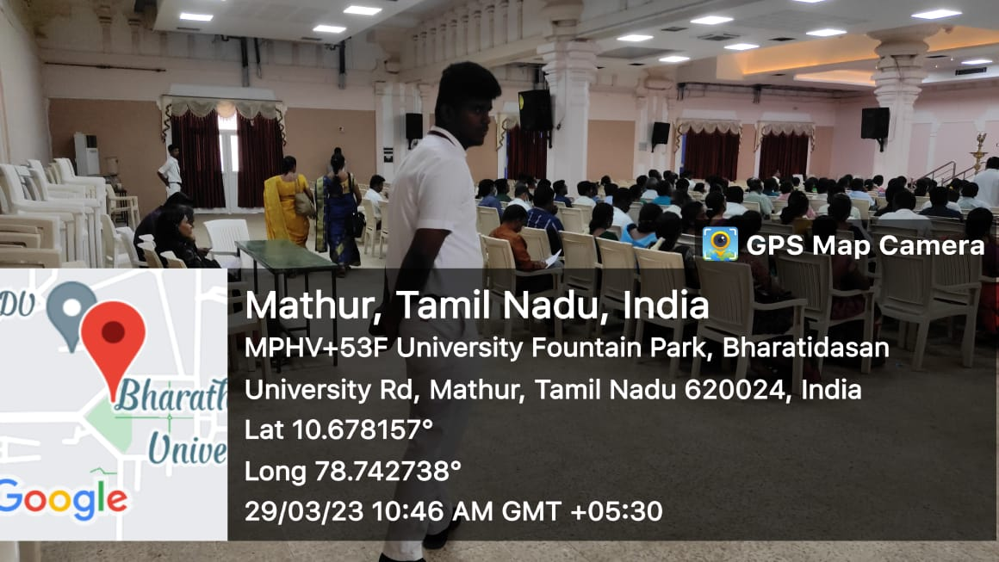 GPS Map Camera
Mathur, Tamil Nadu, India
MPHV+53F University Fountain Park, Bharatidasan
University Rd, Mathur, Tamil Nadu 620024, India
Lat 10.678157°
Long 78.742738°
29/03/23 10:46 AM GMT +05:30
DU
Bharath
Unive
Google